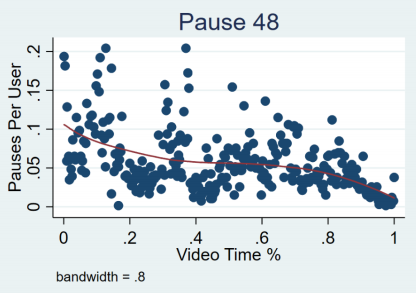 Pause 48
Pauses Per User
.2
.15
.1
.05
0
0
.2
.4
.6
.8
1
Video Time %
bandwidth = .8